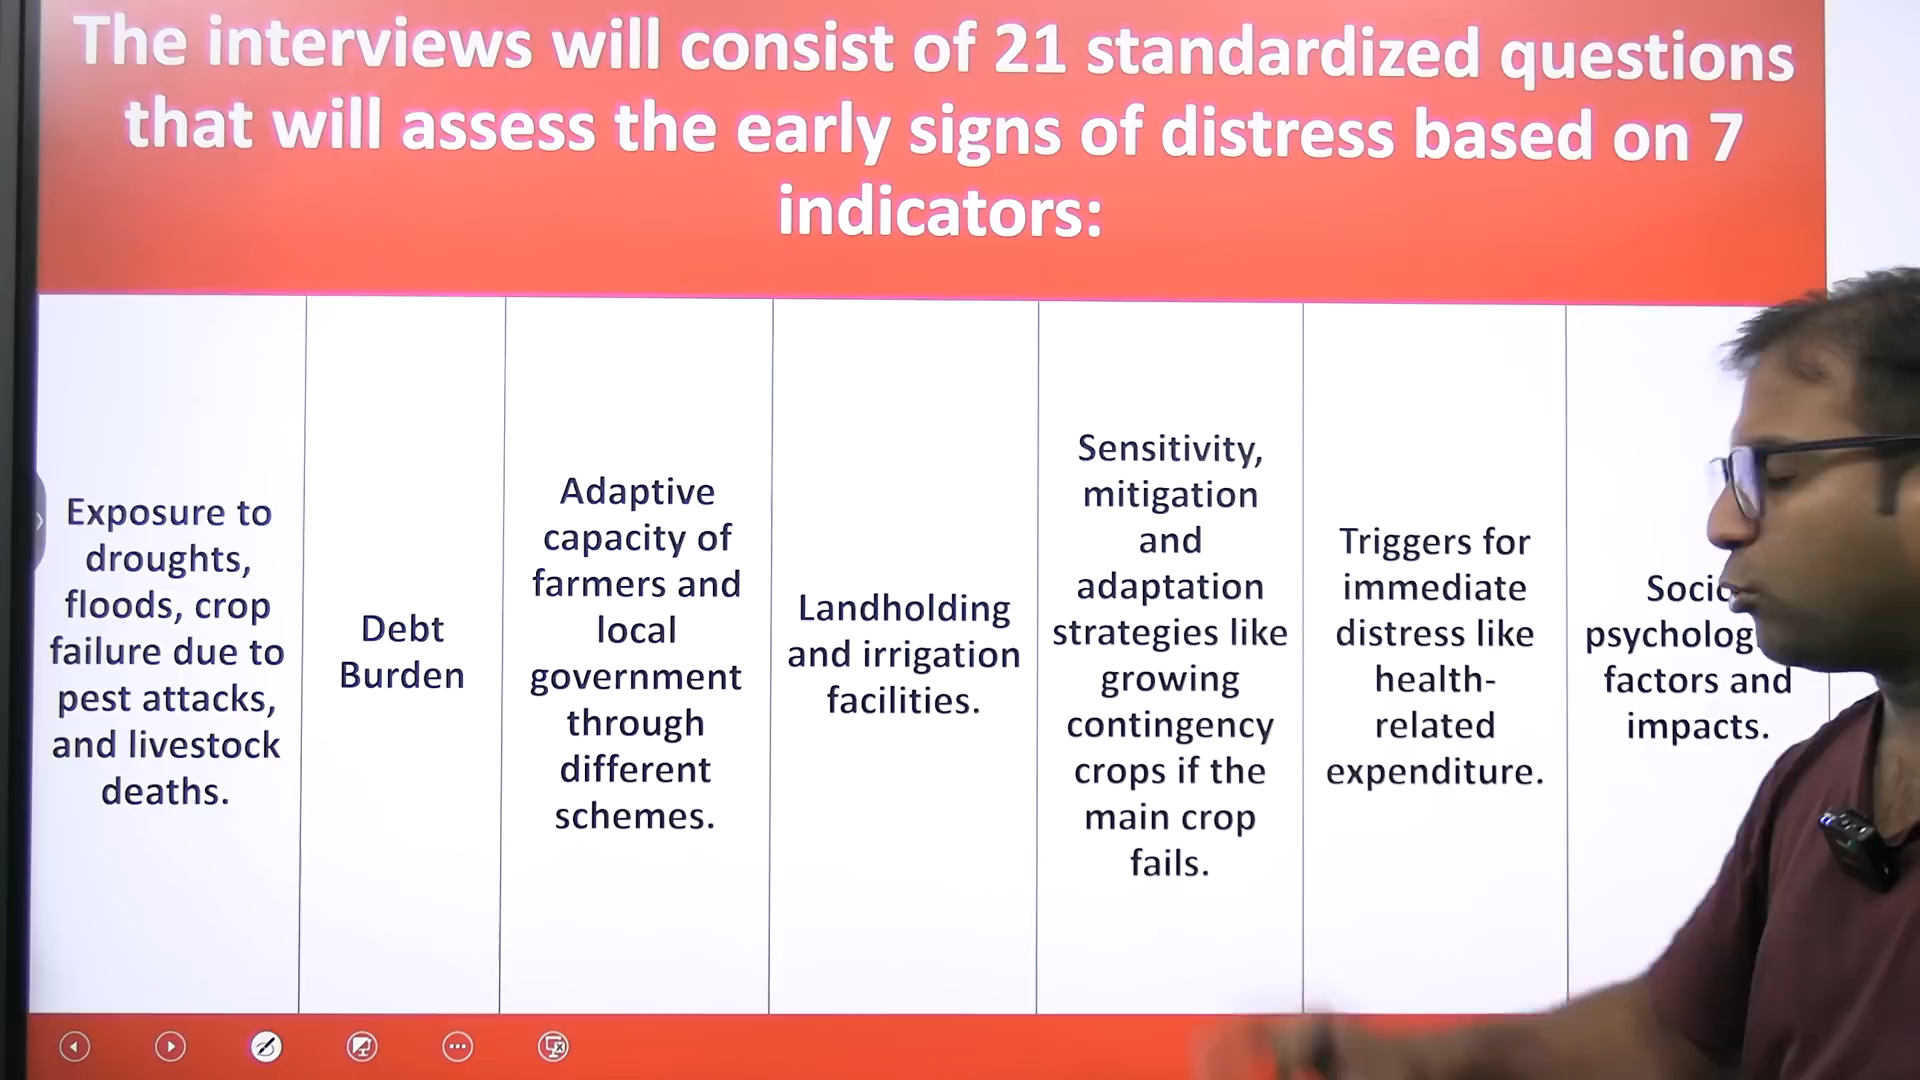 The interviews will consist of 21 standardized questions
that will assess the early signs of distress based on 7
indicators:
Exposure to
droughts,
floods, crop
failure due to
pest attacks,
and livestock
deaths.
Debt
Burden
Adaptive
capacity of
farmers and
local
government
through
different
schemes.
Landholding
and irrigation
facilities.
Sensitivity,
mitigation
and
adaptation
strategies like
growing
contingency
crops if the
main crop
fails.
Triggers for
immediate
distress like
health-
related
expenditure.
factors and
impacts.